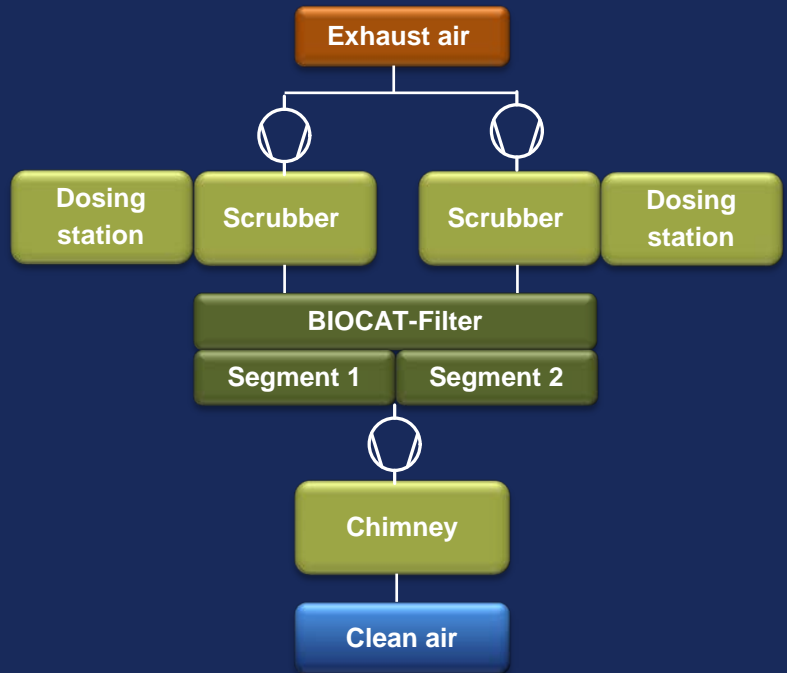 Exhaust air
Dosing
station
Scrubber
Scrubber
Dosing
station
BIOCAT-Filter
Segment 1
Segment 2
Chimney
Clean air